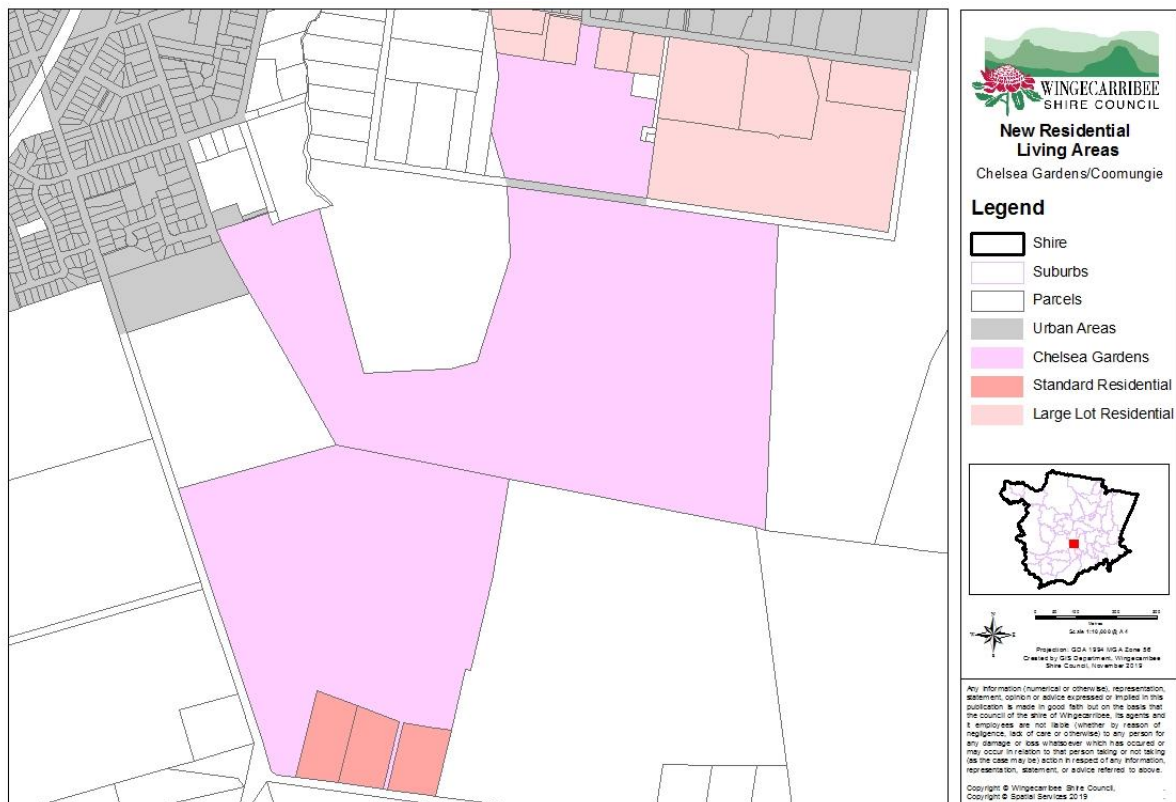 WINGECARRIBEE
SHIRE COUNCIL
New Residential
Living Areas
Chelsea Gardens/Coomungie
Legend
Shire
Suburbs
Parcels
Urban Areas
Chelsea Gardens
Standard Residential
Large Lot Residential
N
W
E
S
Scale 1:10,000 @ A4
Projection: GDA 1994 MGA Zone 56
Created by GIS Department, Wingecarribee
Shire Council, November 2019
Any information (numerical or otherwise), representation,
statement, opinion or advice expressed or implied in this
publication is made in good faith but on the basis that
the council of the shire of Wingecarribee, its agents and
it employees are not liable (whether by reason of
negligence, lack of care or otherwise) to any person for
any damage or loss whatsoever which has occured or
may occur in relation to that person taking or not taking
(as the case may be) action in respect of any information,
representation, statement, or advice referred to above.
Copyright © Wingecarribee Shire Council,
Copyright © Spatial Services 2019